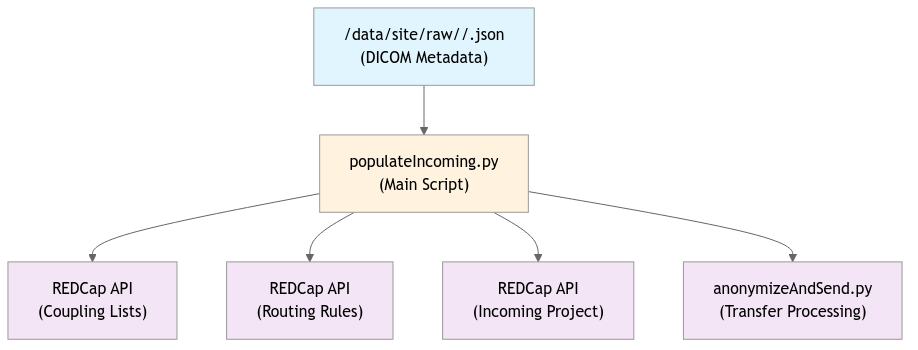 /data/site/raw//.json
(DICOM Metadata)
populateIncoming.py
(Main Script)
REDCap API
(Coupling Lists)
REDCap API
(Routing Rules)
REDCap API
(Incoming Project)
anonymizeAndSend.py
(Transfer Processing)